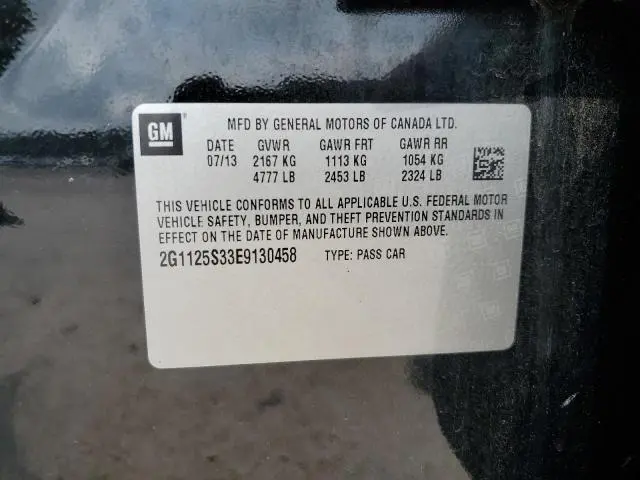 GM ®
MFD BY GENERAL MOTORS OF CANADA LTD.
DATE GVWR GAWR FRT GAWR RR
07/13 2167 KG 1113 KG 1054 KG
4777 LB 2453 LB 2324 LB
THIS VEHICLE CONFORMS TO ALL APPLICABLE U.S. FEDERAL MOTOR
VEHICLE SAFETY, BUMPER, AND THEFT PREVENTION STANDARDS IN
EFFECT ON THE DATE OF MANUFACTURE SHOWN ABOVE.
2G1125S33E9130458 TYPE: PASS CAR